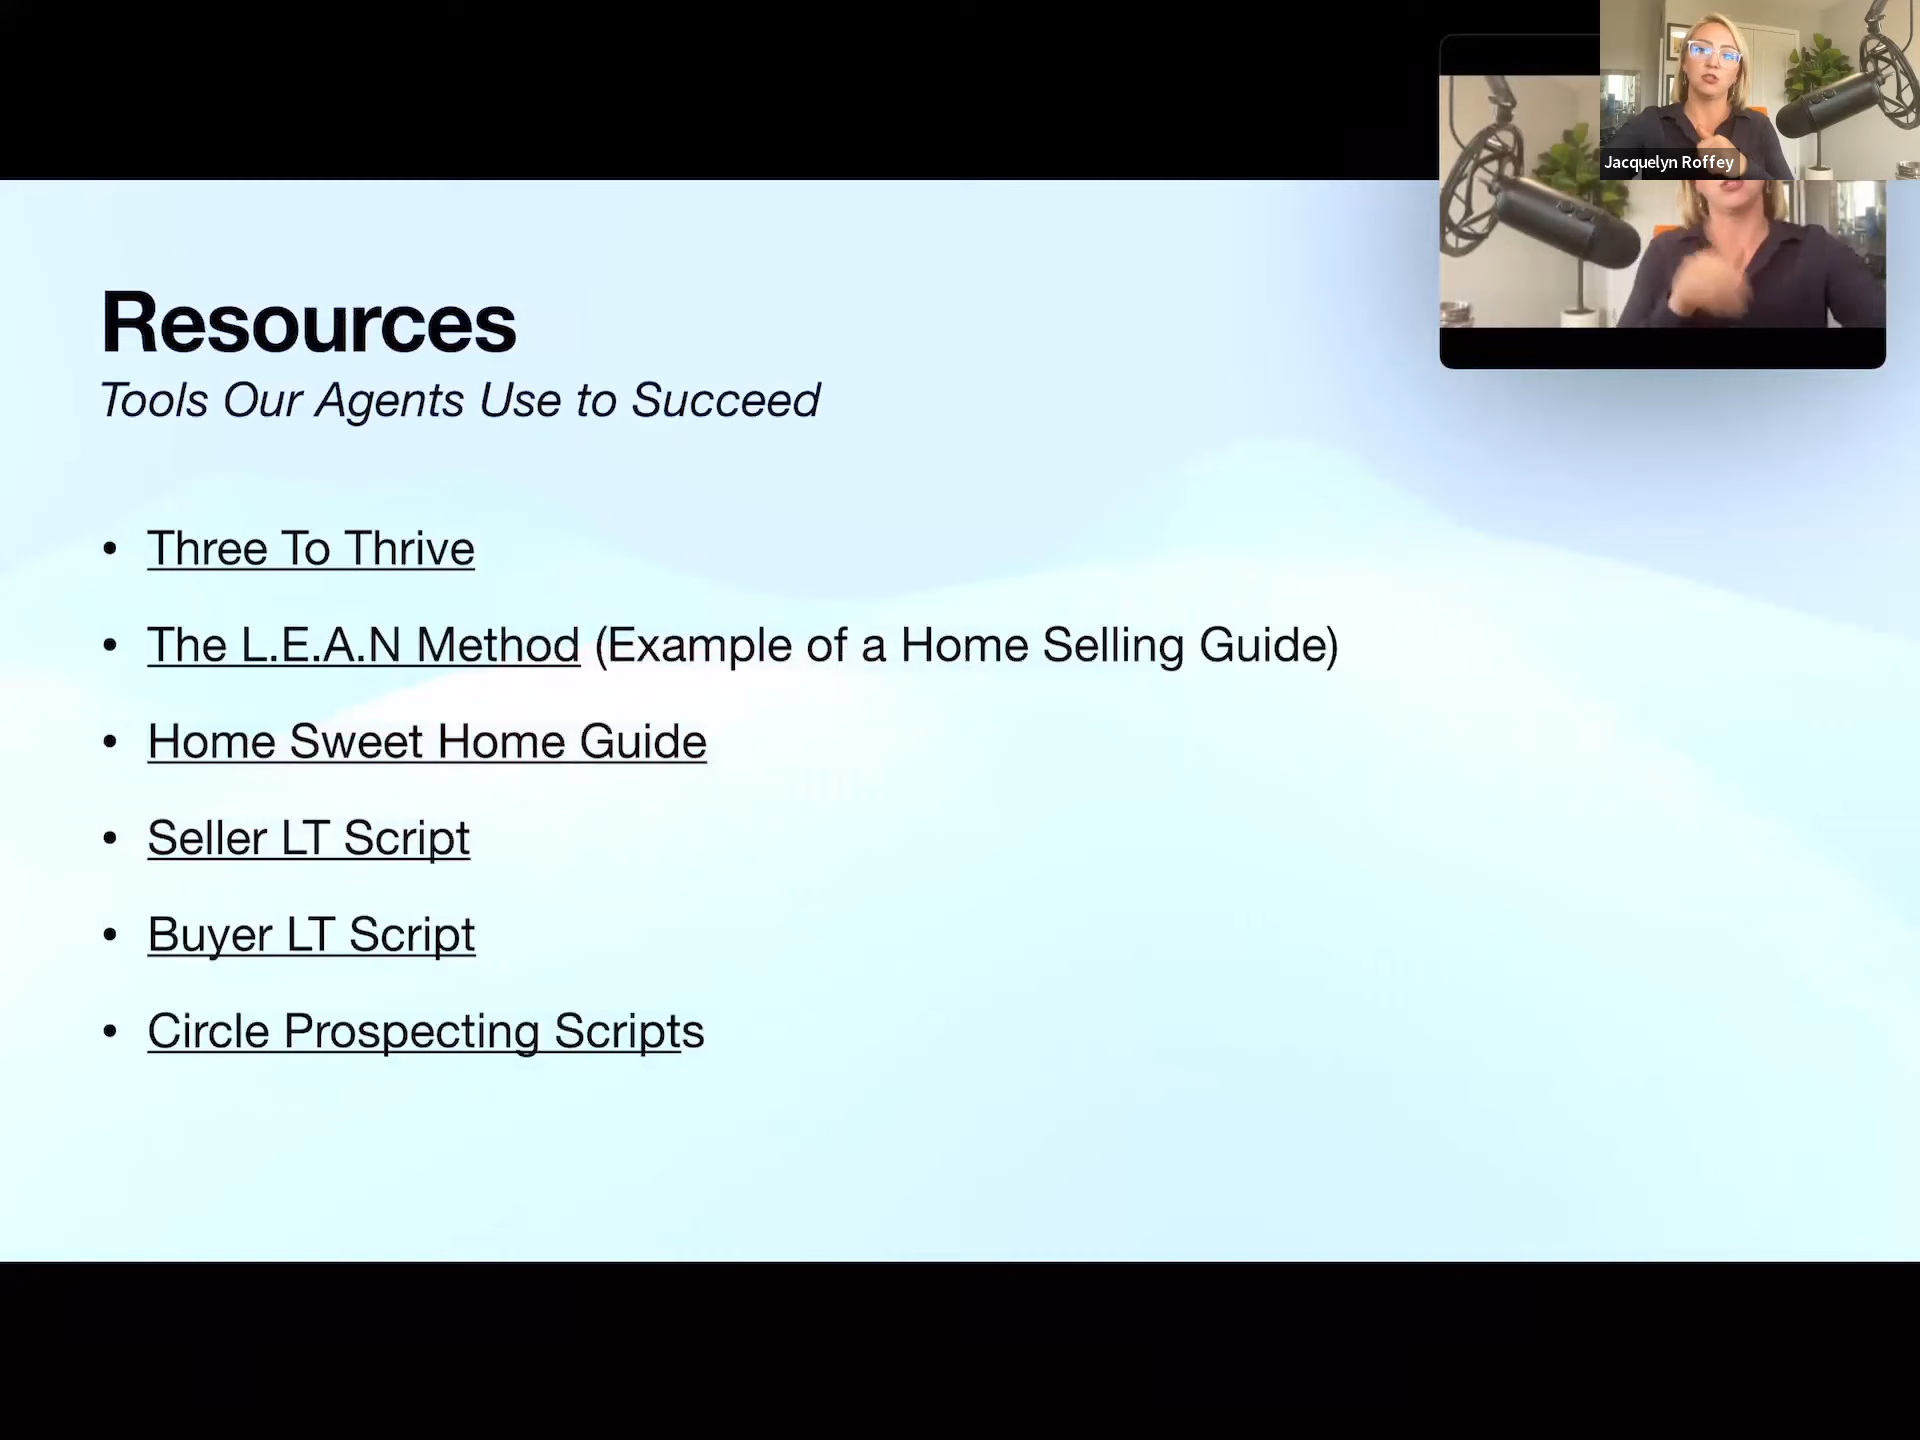 Jacquelyn Roffey
Resources
Tools Our Agents Use to Succeed
• Three To Thrive
• The L.E.A.N Method (Example of a Home Selling Guide)
• Home Sweet Home Guide
• Seller LT Script
• Buyer LT Script
• Circle Prospecting Scripts